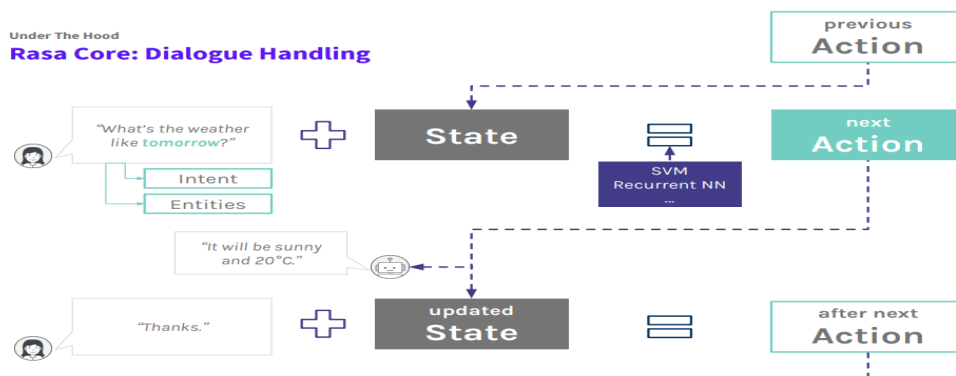 Under The Hood
Rasa Core: Dialogue Handling
previous
Action
“What's the weather
like tomorrow?”
State
next
Action
SVM
Recurrent NN
...
Intent
Entities
“It will be sunny
and 20°C.”
“Thanks.”
updated
State
after next
Action